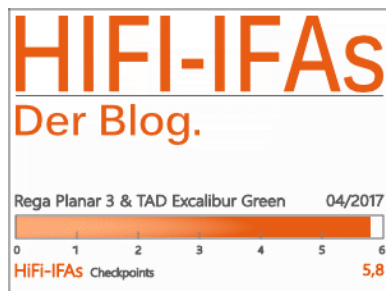 HIFI-IFAs
Der Blog.
Rega Planar 3 & TAD Excalibur Green 04/2017
0 1 2 3 4 5 6
HiFi-IFAs Checkpoints 5,8